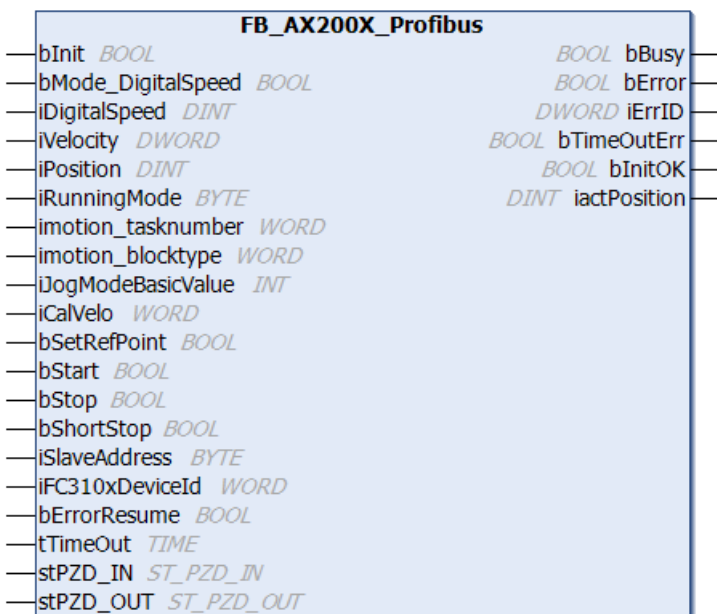 FB_AX200X_Profibus
bInit BOOL BOOL bBusy
bMode_DigitalSpeed BOOL BOOL bError
iDigitalSpeed DINT DWORD iErrID
iVelocity DWORD BOOL bTimeOutErr
iPosition DINT BOOL bInitOK
iRunningMode BYTE DINT iactPosition
imotion_tasknumber WORD
imotion_blocktype WORD
iJogModeBasicValue INT
iCalVelo WORD
bSetRefPoint BOOL
bStart BOOL
bStop BOOL
bShortStop BOOL
iSlaveAddress BYTE
iFC310xDeviceId WORD
bErrorResume BOOL
tTimeOut TIME
stPZD_IN ST_PZD_IN
stPZD_OUT ST_PZD_OUT